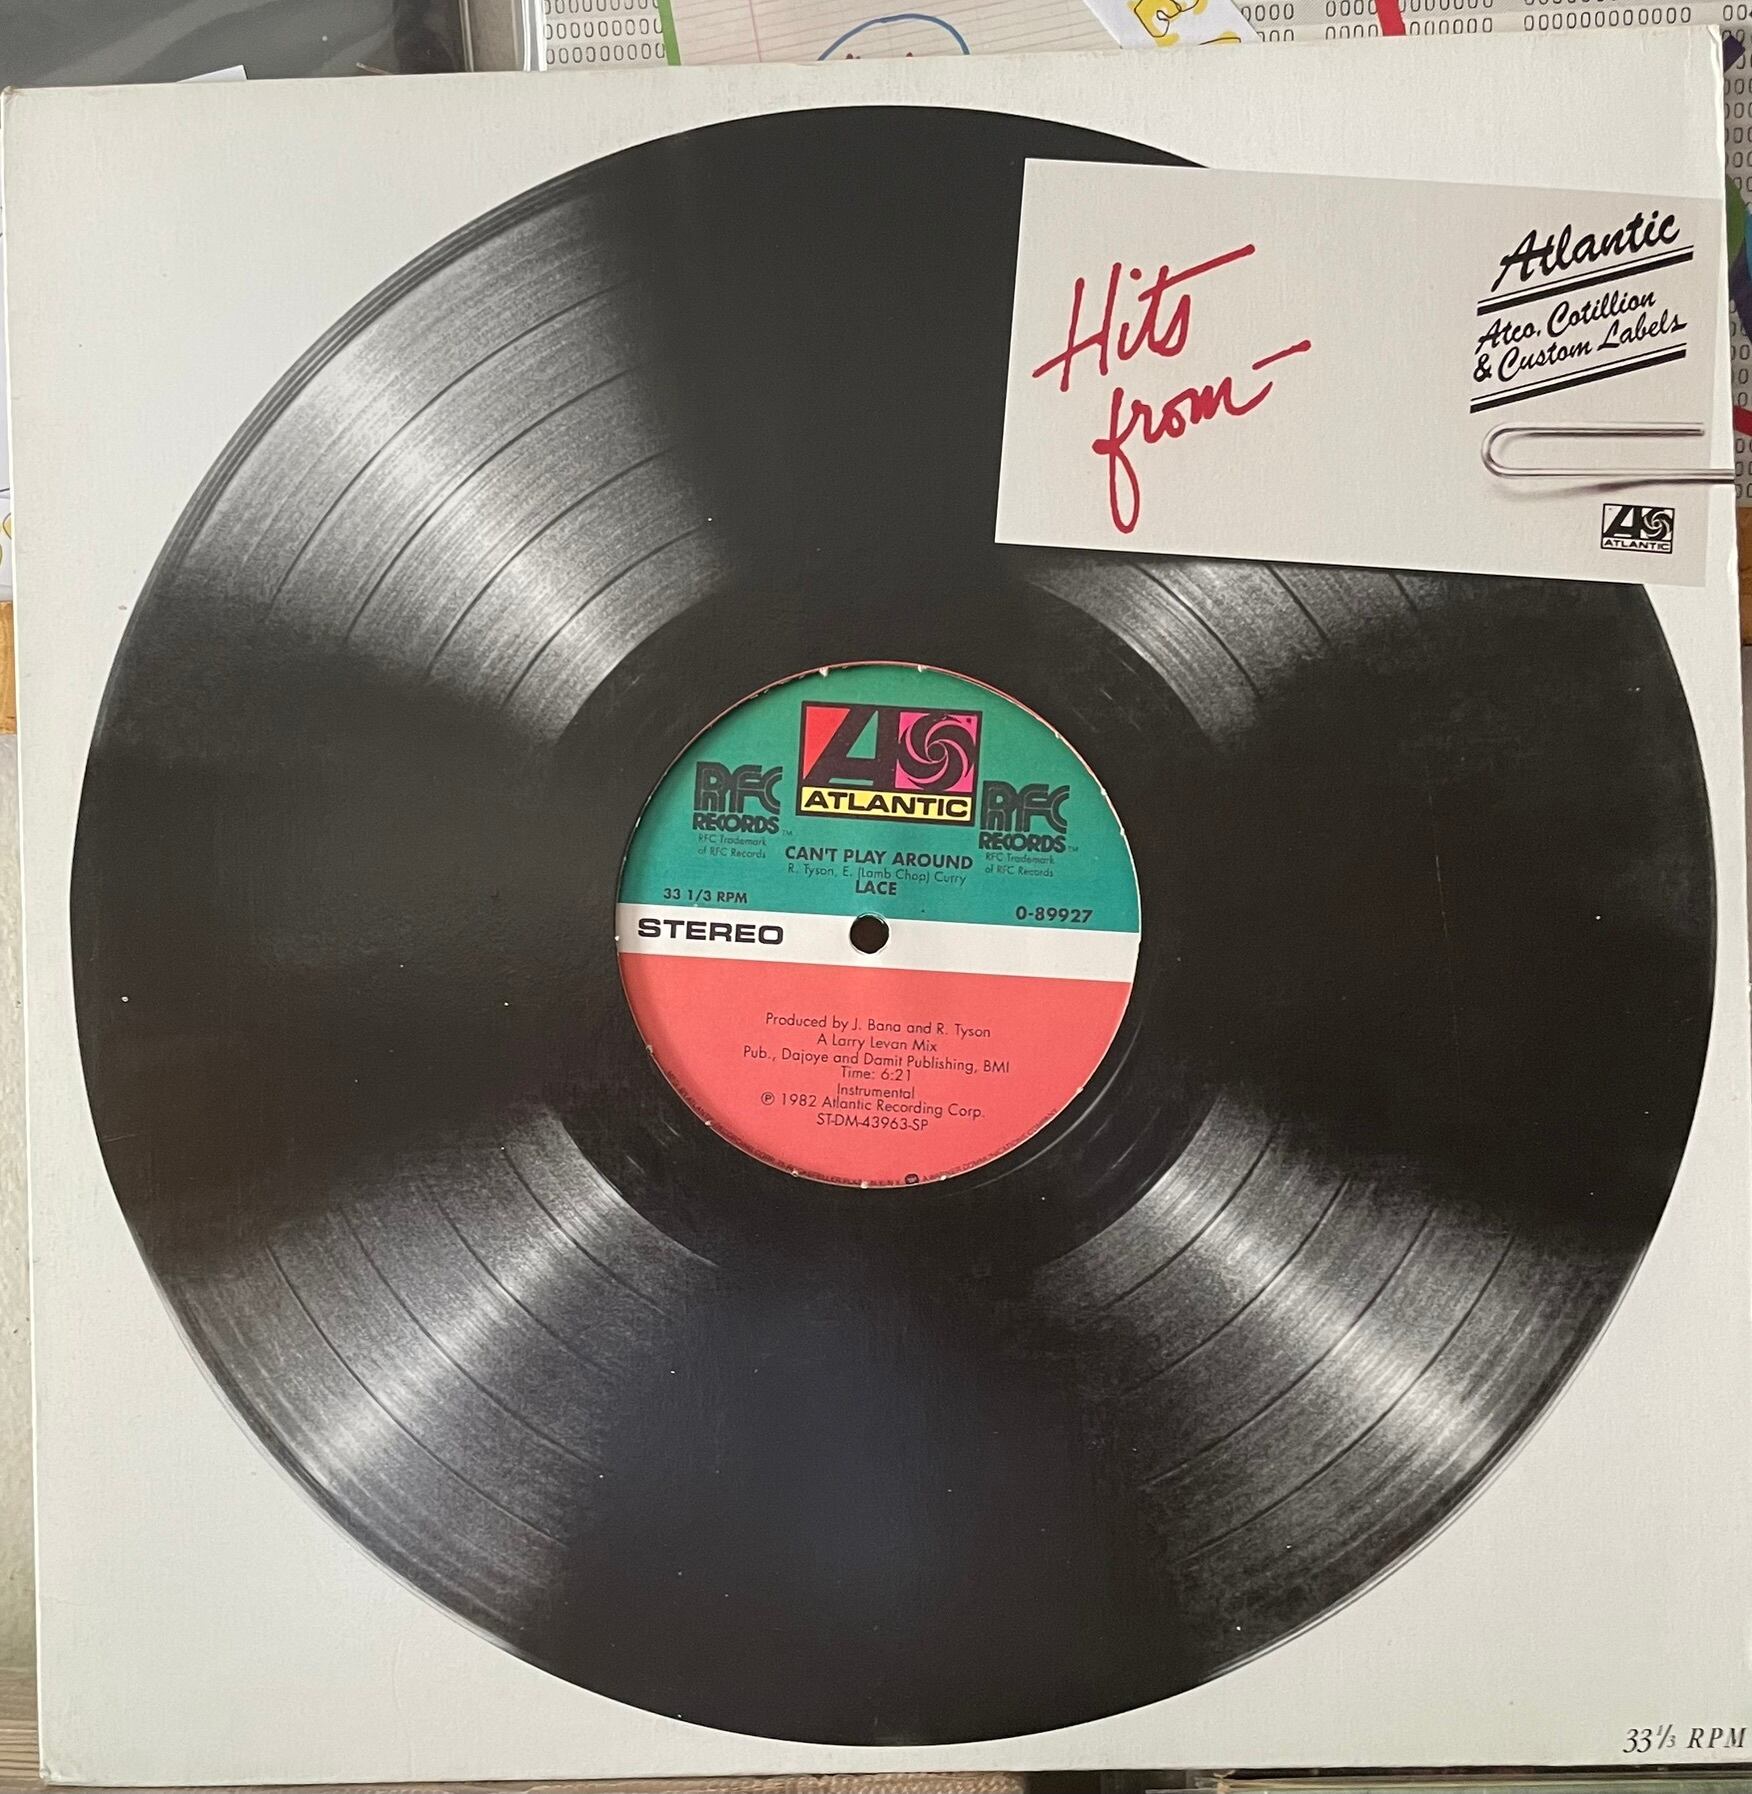 Hits
from
Atlantic
Atco, Cotillion
& Custom Labels
ATLANTIC
ATLANTIC
RFC
RECORDS™
RFC Trademark
of RFC Records
RFC
RECORDS™
RFC Trademark
of RFC Records
CAN'T PLAY AROUND
R. Tyson, E. (Lamb Chop) Curry
LACE
33 1/3 RPM
0-89927
STEREO
Produced by J. Bana and R. Tyson
A Larry Levan Mix
Pub., Dajoye and Damit Publishing, BMI
Time: 6:21
Instrumental
℗ 1982 Atlantic Recording Corp.
ST-DM-43963-SP
33⅓ RPM